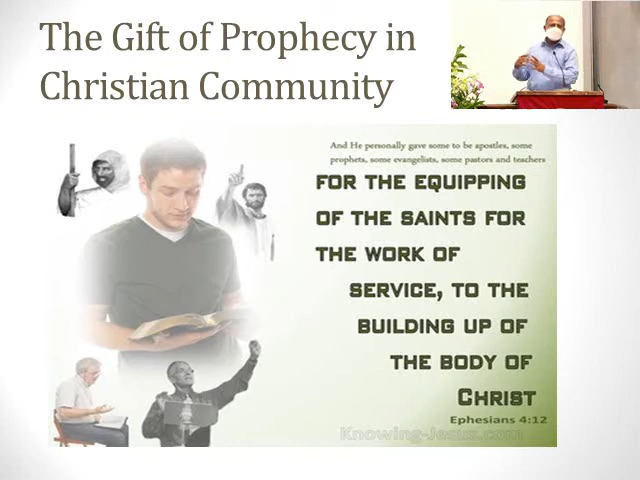 The Gift of Prophecy in
Christian Community
And He personally gave some to be apostles, some
prophets, some evangelists, some pastors and teachers
FOR THE EQUIPPING
OF THE SAINTS FOR
THE WORK OF
SERVICE, TO THE
BUILDING UP OF
THE BODY OF
CHRIST
Ephesians 4:12
Knowing-Jesus.com